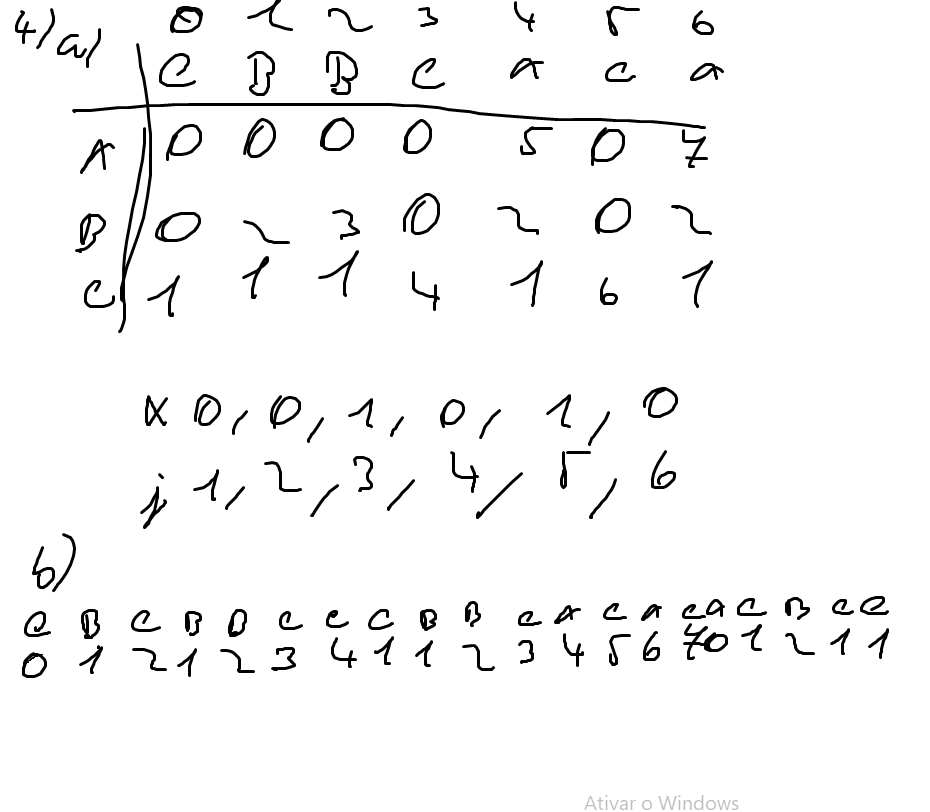 4) a) 0 1 2 3 4 5 6
C B B C A C A
A 0 0 0 0 5 0 7
B 0 2 3 0 2 0 2
C 1 1 1 4 1 6 1
X 0, 0, 1, 0, 1, 0
j 1, 2, 3, 4, 5, 6
b)
C B C B B C C C B B C A C A C A C B C C
0 1 2 1 2 3 4 1 1 2 3 4 5 6 7 0 1 2 1 1
Ativar o Windows